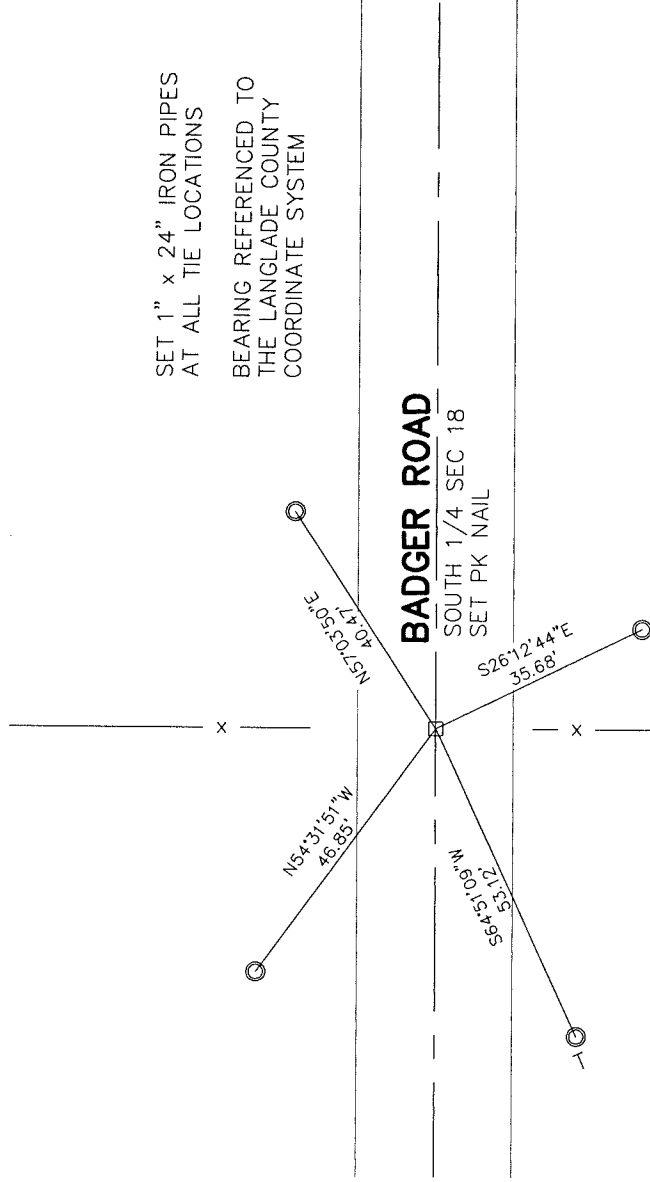 SET 1" x 24" IRON PIPES
AT ALL TIE LOCATIONS
BEARING REFERENCED TO
THE LANGLADE COUNTY
COORDINATE SYSTEM
N57°03'50"E
40.47'
BADGER ROAD
SOUTH 1/4 SEC 18
SET PK NAIL
S26°12'44"E
35.68'
X
X
N54°31'51"W
46.85'
S64°51'09"W
53.12'
T